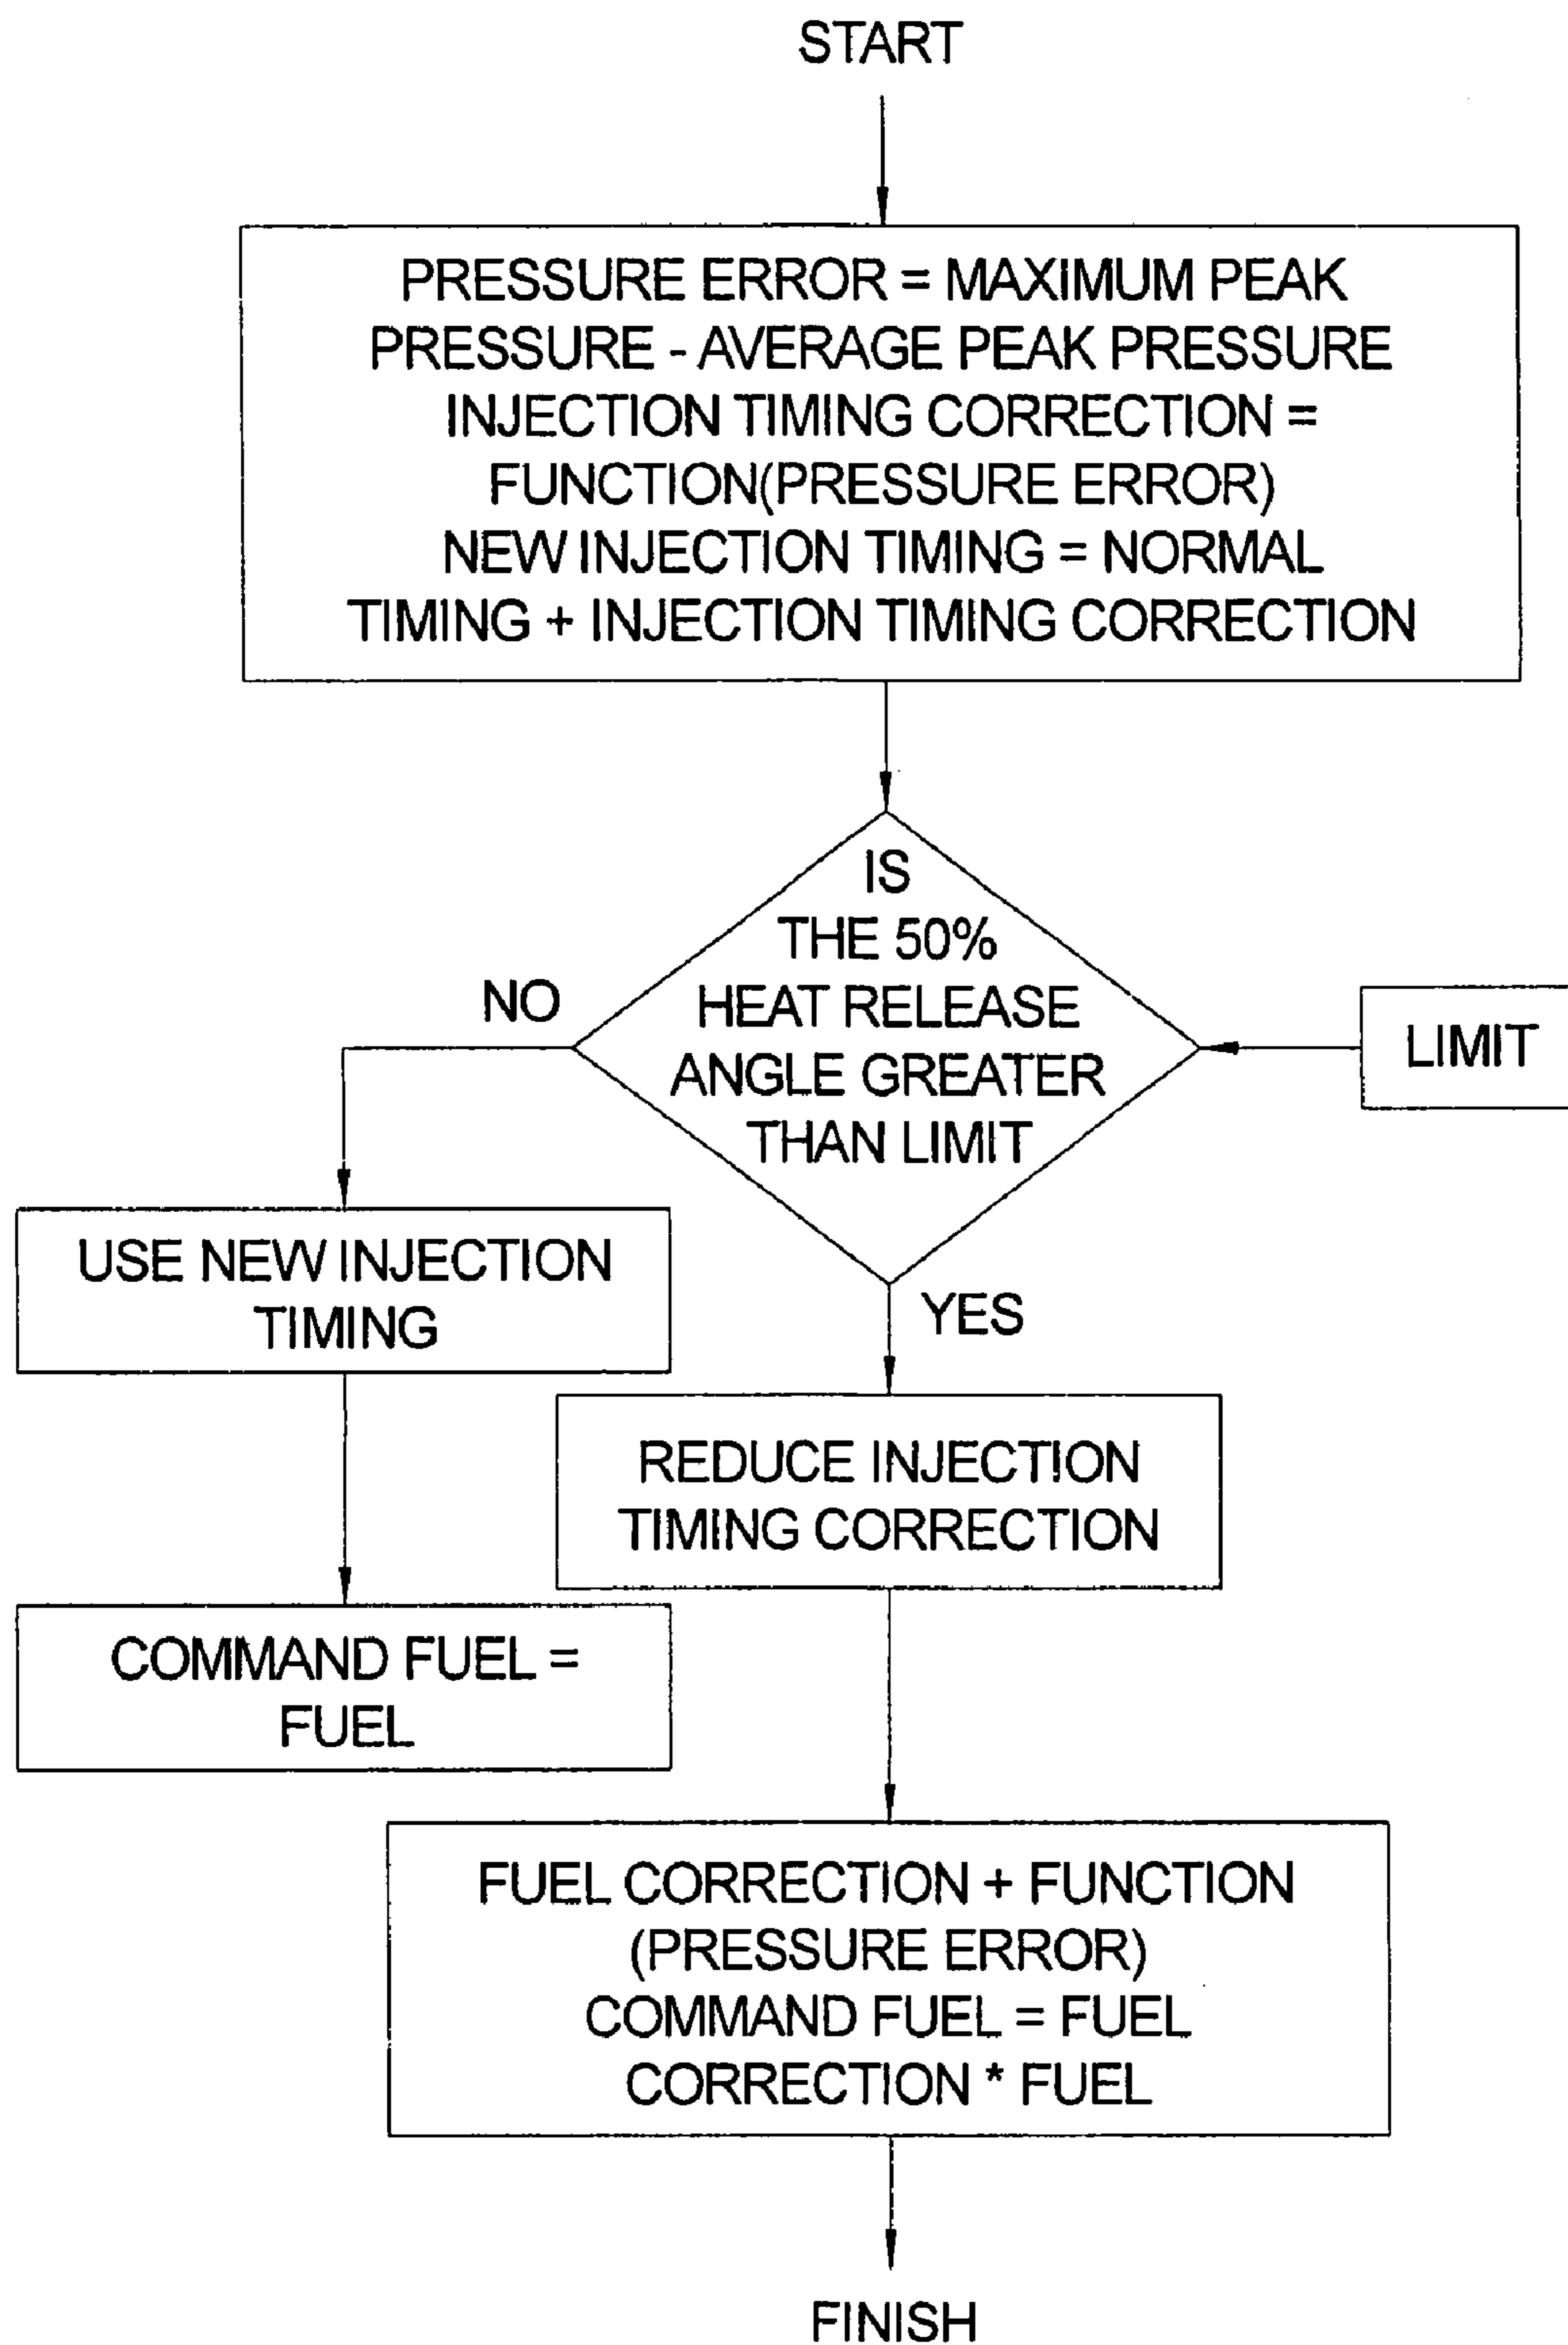 START
PRESSURE ERROR = MAXIMUM PEAK
PRESSURE - AVERAGE PEAK PRESSURE
INJECTION TIMING CORRECTION =
FUNCTION(PRESSURE ERROR)
NEW INJECTION TIMING = NORMAL
TIMING + INJECTION TIMING CORRECTION
IS
THE 50%
HEAT RELEASE
ANGLE GREATER
THAN LIMIT
LIMIT
NO
USE NEW INJECTION
TIMING
COMMAND FUEL =
FUEL
YES
REDUCE INJECTION
TIMING CORRECTION
FUEL CORRECTION + FUNCTION
(PRESSURE ERROR)
COMMAND FUEL = FUEL
CORRECTION * FUEL
FINISH